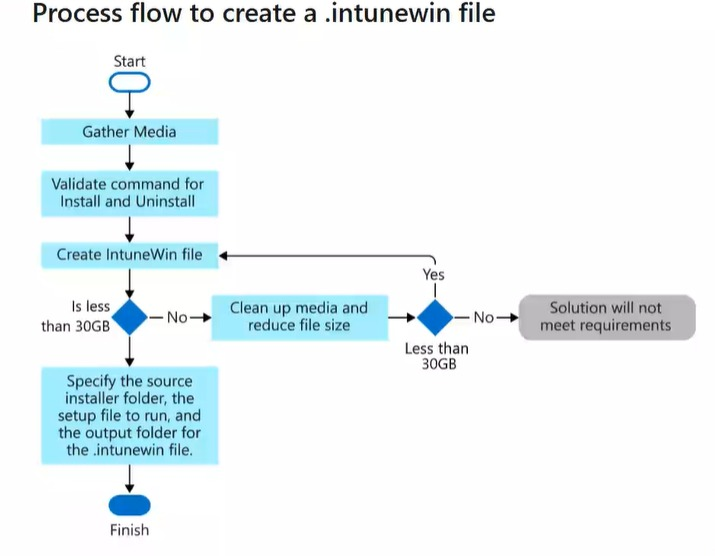 Process flow to create a .intunewin file
Start
Gather Media
Validate command for
Install and Uninstall
Create IntuneWin file
Yes
Is less
than 30GB
No
Clean up media and
reduce file size
No
Solution will not
meet requirements
Less than
30GB
Specify the source
installer folder, the
setup file to run, and
the output folder for
the .intunewin file.
Finish